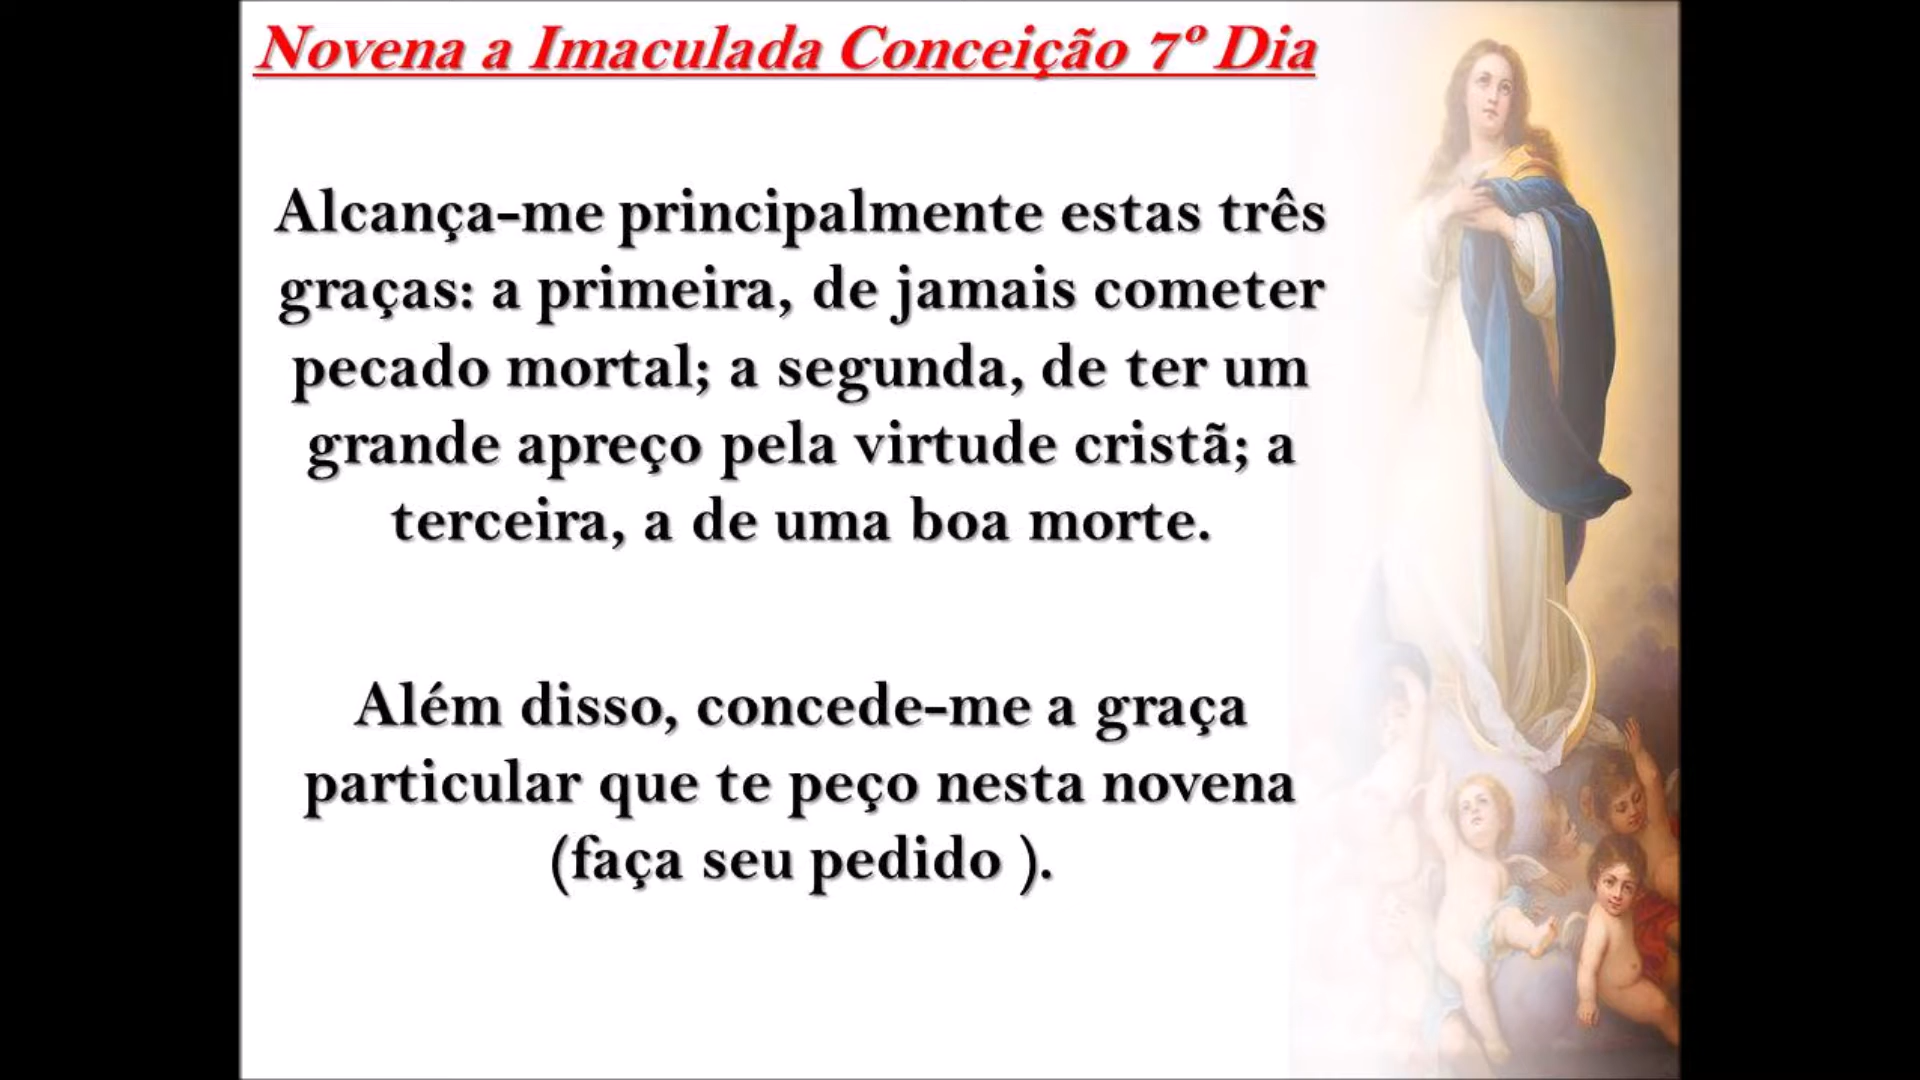 Novena a Imaculada Conceição 7º Dia
Alcança-me principalmente estas três
graças: a primeira, de jamais cometer
pecado mortal; a segunda, de ter um
grande apreço pela virtude cristã; a
terceira, a de uma boa morte.
Além disso, concede-me a graça
particular que te peço nesta novena
(faça seu pedido ).